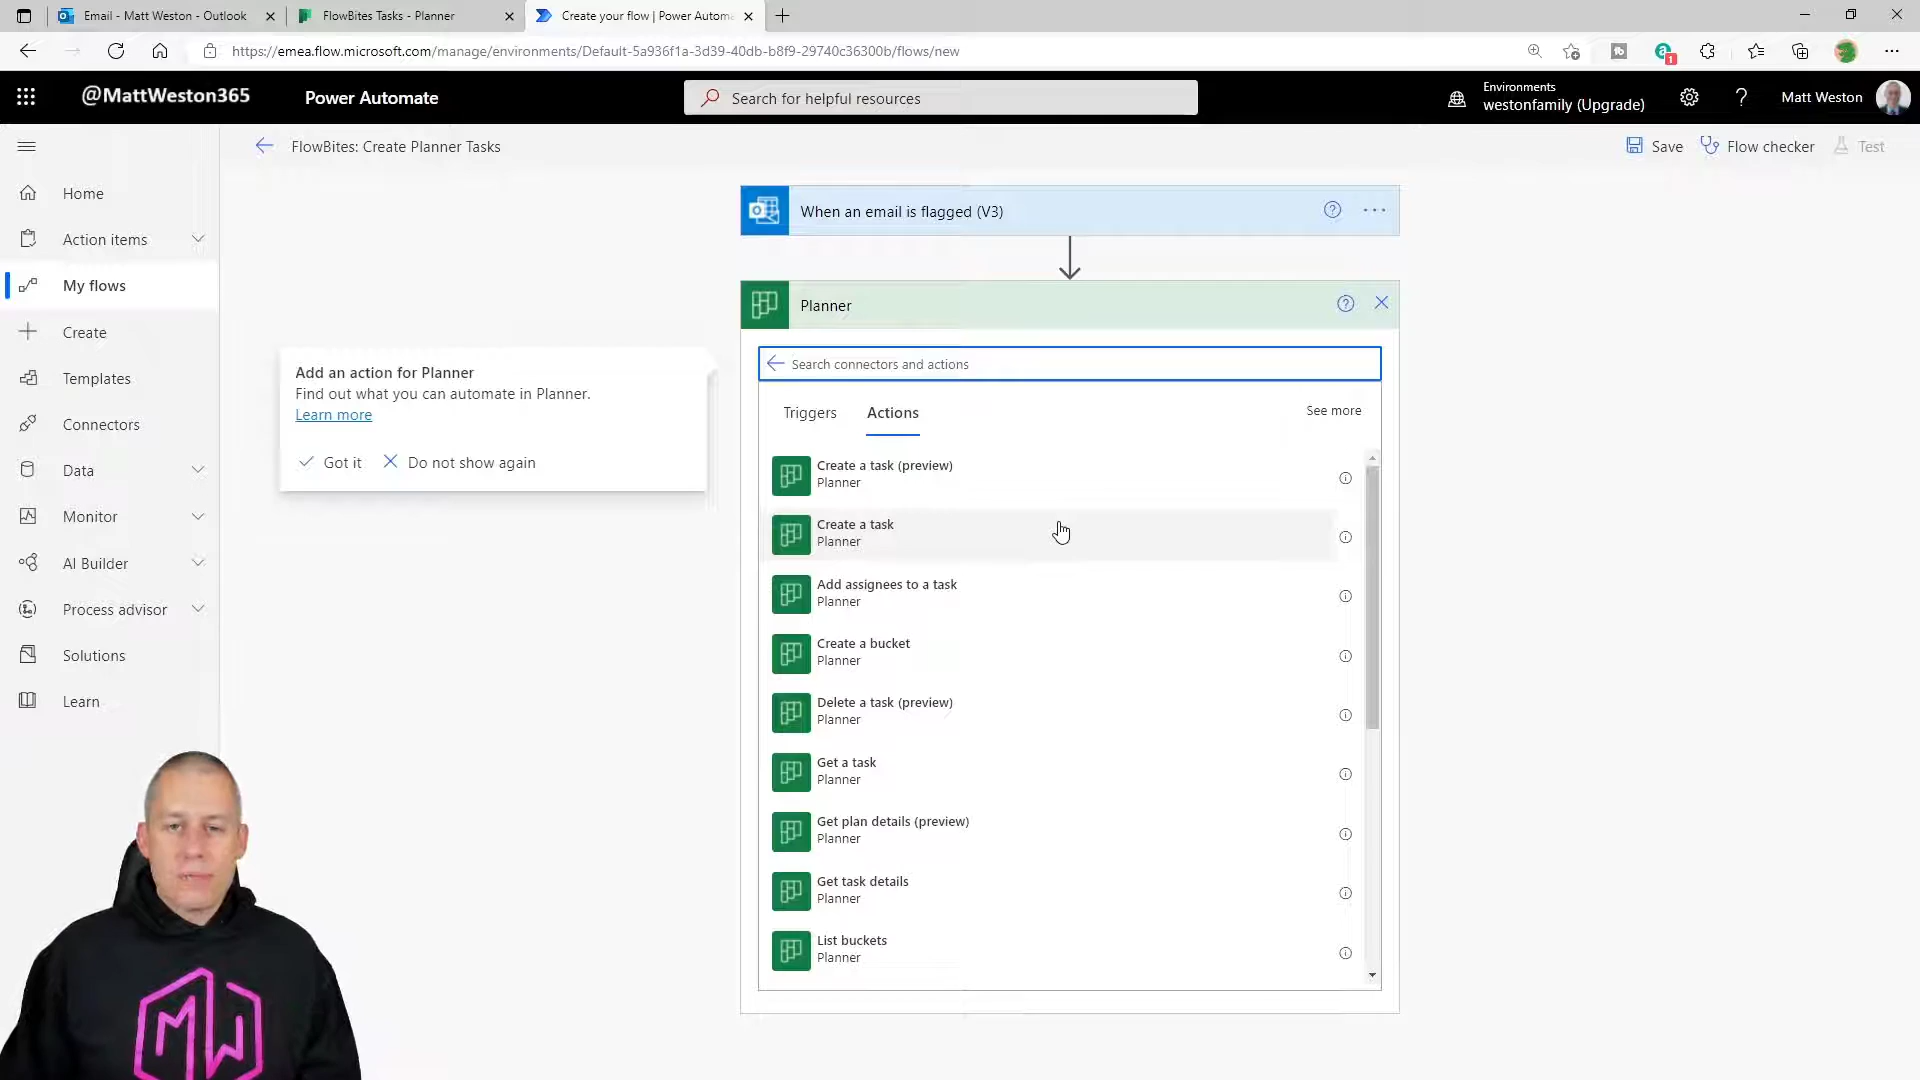 Email - Matt Weston - Outlook
FlowBites Tasks - Planner
Create your flow | Power Automa
https://emea.flow.microsoft.com/manage/environments/Default-5a936f1a-3d39-40db-b8f9-29740c36300b/flows/new
1
@MattWeston365
Power Automate
Search for helpful resources
Environments
westonfamily (Upgrade)
Matt Weston
FlowBites: Create Planner Tasks
Save
Flow checker
Test
Home
Action items
My flows
Create
Templates
Connectors
Data
Monitor
AI Builder
Process advisor
Solutions
Learn
When an email is flagged (V3)
Planner
Add an action for Planner
Find out what you can automate in Planner.
Learn more
Got it
Do not show again
Search connectors and actions
Triggers
Actions
See more
Create a task (preview)
Planner
Create a task
Planner
Add assignees to a task
Planner
Create a bucket
Planner
Delete a task (preview)
Planner
Get a task
Planner
Get plan details (preview)
Planner
Get task details
Planner
List buckets
Planner
MW